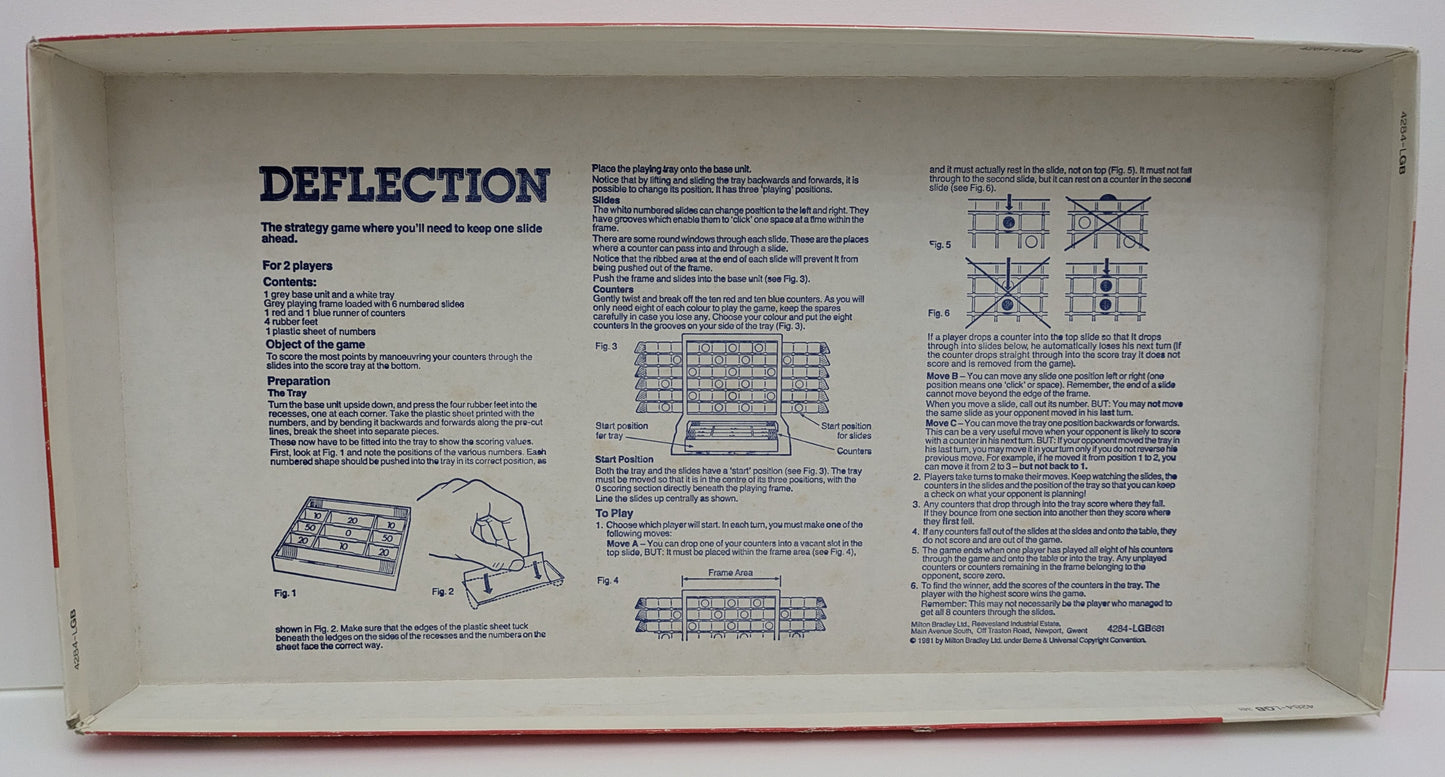 DEFLECTION
The strategy game where you'll need to keep one slide
ahead.
For 2 players
Contents:
1 grey base unit and a white tray
Grey playing frame loaded with 6 numbered slides
1 red and 1 blue runner of counters
4 rubber feet
1 plastic sheet of numbers
Object of the game
To score the most points by manoeuvring your counters through the
slides into the score tray at the bottom.
Preparation
The Tray
Turn the base unit upside down, and press the four rubber feet into the
recesses, one at each corner. Take the plastic sheet printed with the
numbers, and by bending it backwards and forwards along the pre-cut
lines, break the sheet into separate pieces.
These now have to be fitted into the tray to show the scoring values.
First, look at Fig. 1 and note the positions of the various numbers. Each
numbered shape should be pushed into the tray in its correct position, as
10 20 10
50 0 50
20 10 20
Fig. 1
Fig. 2
shown in Fig. 2. Make sure that the edges of the plastic sheet tuck
beneath the ledges on the sides of the recesses and the numbers on the
sheet face the correct way.
Place the playing tray onto the base unit.
Notice that by lifting and sliding the tray backwards and forwards, it is
possible to change its position. It has three 'playing' positions.
Slides
The white numbered slides can change position to the left and right. They
have grooves which enable them to 'click' one space at a time within the
frame.
There are some round windows through each slide. These are the places
where a counter can pass into and through a slide.
Notice that the ribbed area at the end of each slide will prevent it from
being pushed out of the frame.
Push the frame and slides into the base unit (see Fig. 3).
Counters
Gently twist and break off the ten red and ten blue counters. As you will
only need eight of each colour to play the game, keep the spares
carefully in case you lose any. Choose your colour and put the eight
counters in the grooves on your side of the tray (Fig. 3).
Fig. 3
Start position
for tray
Start position
for slides
Counters
Start Position
Both the tray and the slides have a 'start' position (see Fig. 3). The tray
must be moved so that it is in the centre of its three positions, with the
0 scoring section directly beneath the playing frame.
Line the slides up centrally as shown.
To Play
1. Choose which player will start. In each turn, you must make one of the
following moves:
Move A – You can drop one of your counters into a vacant slot in the
top slide, BUT: It must be placed within the frame area (see Fig. 4),
Fig. 4
Frame Area
and it must actually rest in the slide, not on top (Fig. 5). It must not fall
through to the second slide, but it can rest on a counter in the second
slide (see Fig. 6).
Fig. 5
Fig. 6
If a player drops a counter into the top slide so that it drops
through into slides below, he automatically loses his next turn (If
the counter drops straight through into the score tray it does not
score and is removed from the game).
Move B – You can move any slide one position left or right (one
position means one 'click' or space). Remember, the end of a slide
cannot move beyond the edge of the frame.
When you move a slide, call out its number. BUT: You may not move
the same slide as your opponent moved in his last turn.
Move C – You can move the tray one position backwards or forwards.
This can be a very useful move when your opponent is likely to score
with a counter in his next turn. BUT: If your opponent moved the tray in
his last turn, you may move it in your turn only if you do not reverse his
previous move. For example, if he moved it from position 1 to 2, you
can move it from 2 to 3 – but not back to 1.
2. Players take turns to make their moves. Keep watching the slides, the
counters in the slides and the position of the tray so that you can keep
a check on what your opponent is planning!
3. Any counters that drop through into the tray score where they fall.
If they bounce from one section into another then they score where
they first fell.
4. If any counters fall out of the slides at the sides and onto the table, they
do not score and are out of the game.
5. The game ends when one player has played all eight of his counters
through the game and onto the table or into the tray. Any unplayed
counters or counters remaining in the frame belonging to the
opponent, score zero.
6. To find the winner, add the scores of the counters in the tray. The
player with the highest score wins the game.
Remember: This may not necessarily be the player who managed to
get all 8 counters through the slides.
Milton Bradley Ltd., Reevesland Industrial Estate,
Main Avenue South, Off Traston Road, Newport, Gwent
4284-LGB681
© 1981 by Milton Bradley Ltd. under Berne & Universal Copyright Convention.
4284-LGB
4284-LGB
4284-LGB
4284-LGB